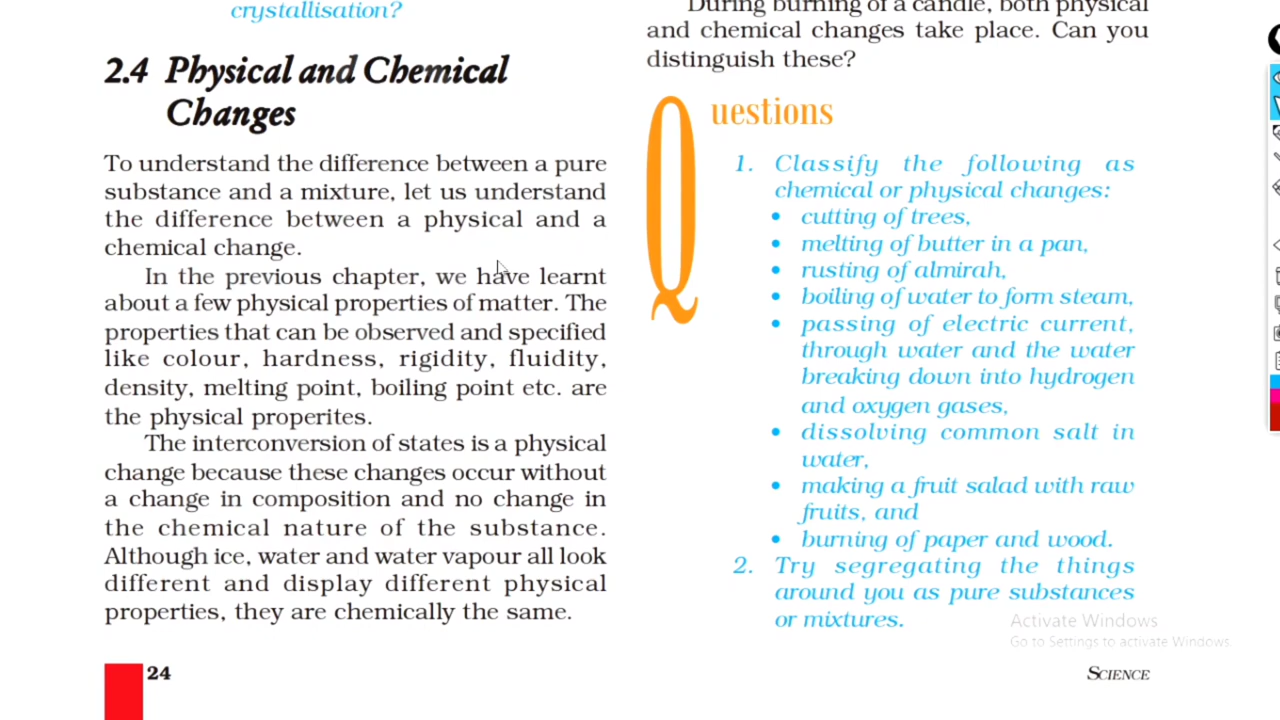 crystallisation?
2.4 Physical and Chemical
Changes
To understand the difference between a pure
substance and a mixture, let us understand
the difference between a physical and a
chemical change.
In the previous chapter, we have learnt
about a few physical properties of matter. The
properties that can be observed and specified
like colour, hardness, rigidity, fluidity,
density, melting point, boiling point etc. are
the physical properites.
The interconversion of states is a physical
change because these changes occur without
a change in composition and no change in
the chemical nature of the substance.
Although ice, water and water vapour all look
different and display different physical
properties, they are chemically the same.
During burning of a candle, both physical
and chemical changes take place. Can you
distinguish these?
Questions
1. Classify the following as
chemical or physical changes:
• cutting of trees,
• melting of butter in a pan,
• rusting of almirah,
• boiling of water to form steam,
• passing of electric current,
through water and the water
breaking down into hydrogen
and oxygen gases,
• dissolving common salt in
water,
• making a fruit salad with raw
fruits, and
• burning of paper and wood.
2. Try segregating the things
around you as pure substances
or mixtures.
Activate Windows
Go to Settings to activate Windows.
24
SCIENCE